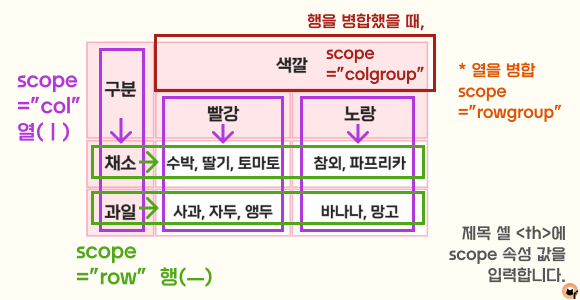 행을 병합했을 때,
색깔
scope
="colgroup"
구분
scope
="col"
열(ㅣ)
* 열을 병합
scope
="rowgroup"
빨강
노랑
채소
수박, 딸기, 토마토
참외, 파프리카
과일
사과, 자두, 앵두
바나나, 망고
scope
="row" 행(—)
제목 셀 <th>에
scope 속성 값을
입력합니다.